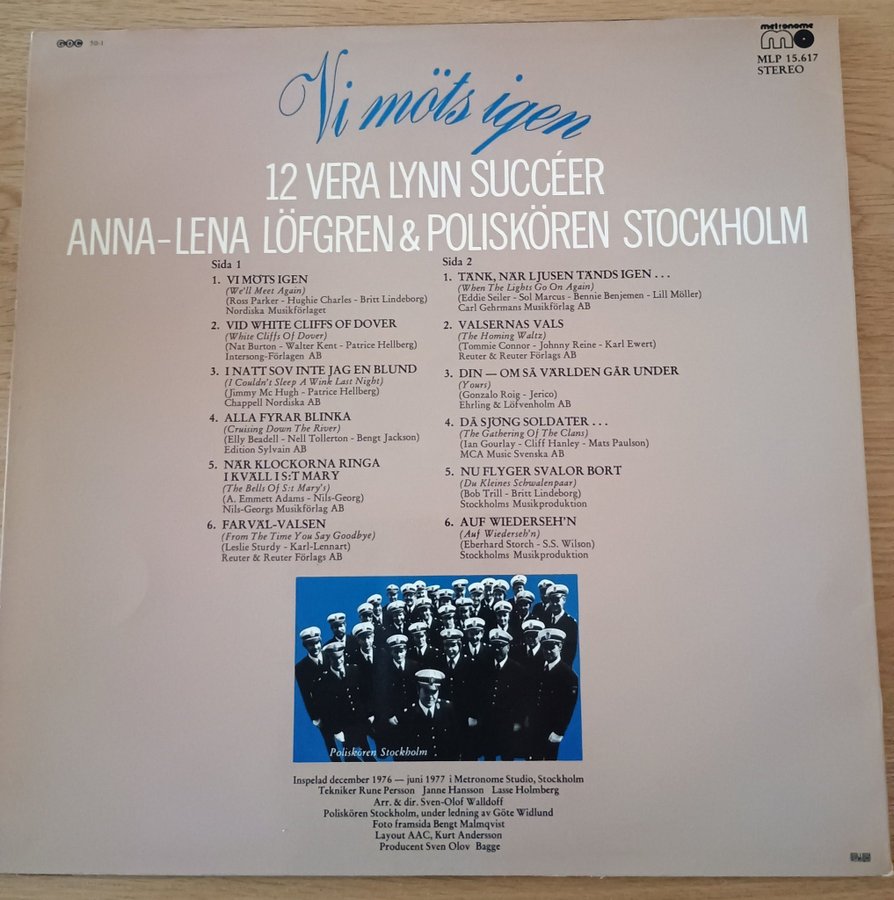 GDC 50-1
metronome
MLP 15.617
STEREO
Vi möts igen
12 VERA LYNN SUCCÉER
ANNA-LENA LÖFGREN & POLISKÖREN STOCKHOLM
Sida 1
1. VI MÖTS IGEN
(We'll Meet Again)
(Ross Parker - Hughie Charles - Britt Lindeborg)
Nordiska Musikförlaget
2. VID WHITE CLIFFS OF DOVER
(White Cliffs Of Dover)
(Nat Burton - Walter Kent - Patrice Hellberg)
Intersong-Förlagen AB
3. I NATT SOV INTE JAG EN BLUND
(I Couldn't Sleep A Wink Last Night)
(Jimmy Mc Hugh - Patrice Hellberg)
Chappell Nordiska AB
4. ALLA FYRAR BLINKA
(Cruising Down The River)
(Elly Beadell - Nell Tollerton - Bengt Jackson)
Edition Sylvain AB
5. NÄR KLOCKORNA RINGA
I KVÄLL I S:T MARY
(The Bells Of S:t Mary's)
(A. Emmett Adams - Nils-Georg)
Nils-Georgs Musikförlag AB
6. FARVÄL-VALSEN
(From The Time You Say Goodbye)
(Leslie Sturdy - Karl-Lennart)
Reuter & Reuter Förlags AB
Sida 2
1. TÄNK, NÄR LJUSEN TÄNDS IGEN . . .
(When The Lights Go On Again)
(Eddie Seiler - Sol Marcus - Bennie Benjemen - Lill Möller)
Carl Gehrmans Musikförlag AB
2. VALSERNAS VALS
(The Homing Waltz)
(Tommie Connor - Johnny Reine - Karl Ewert)
Reuter & Reuter Förlags AB
3. DIN — OM SÅ VÄRLDEN GÅR UNDER
(Yours)
(Gonzalo Roig - Jerico)
Ehrling & Löfvenholm AB
4. DÅ SJÖNG SOLDATER . . .
(The Gathering Of The Clans)
(Ian Gourlay - Cliff Hanley - Mats Paulson)
MCA Music Svenska AB
5. NU FLYGER SVALOR BORT
(Du Kleines Schwalenpaar)
(Bob Trill - Britt Lindeborg)
Stockholms Musikproduktion
6. AUF WIEDERSEH'N
(Auf Wiederseh'n)
(Eberhard Storch - S.S. Wilson)
Stockholms Musikproduktion
Poliskören Stockholm
Inspelad december 1976 — juni 1977 i Metronome Studio, Stockholm
Tekniker Rune Persson Janne Hansson Lasse Holmberg
Arr. & dir. Sven-Olof Walldoff
Poliskören Stockholm, under ledning av Göte Widlund
Foto framsida Bengt Malmqvist
Layout AAC, Kurt Andersson
Producent Sven Olov Bagge